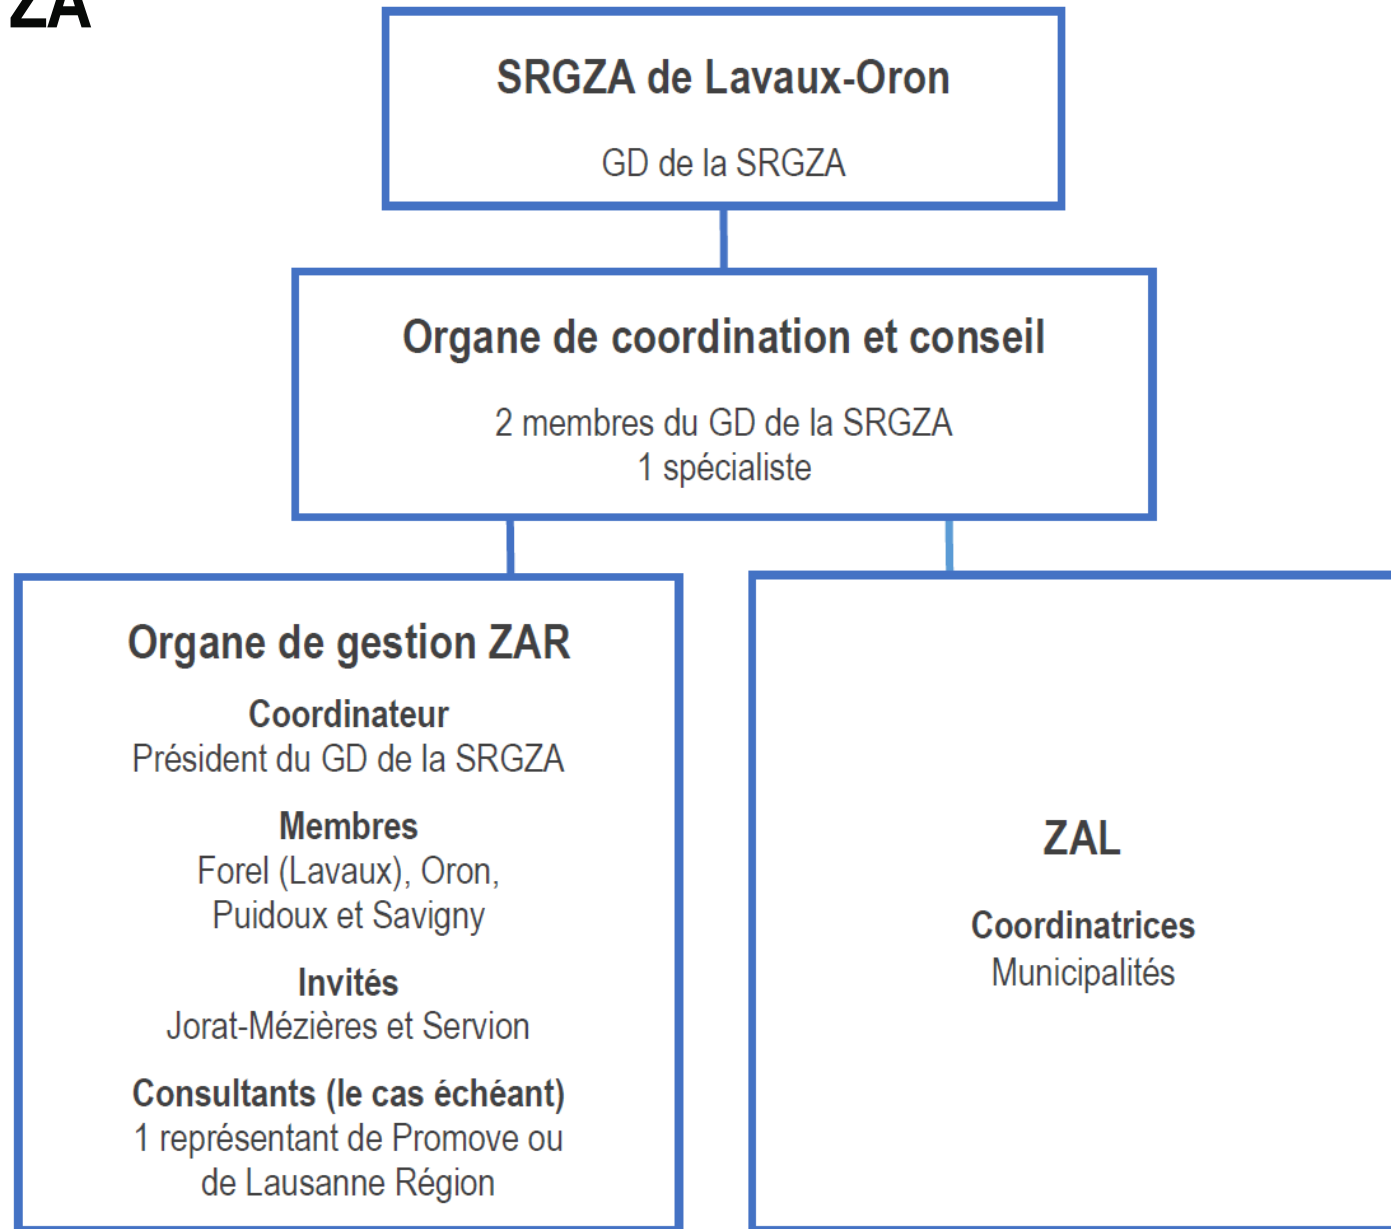 ZA
SRGZA de Lavaux-Oron
GD de la SRGZA
Organe de coordination et conseil
2 membres du GD de la SRGZA
1 spécialiste
Organe de gestion ZAR
Coordinateur
Président du GD de la SRGZA
Membres
Forel (Lavaux), Oron,
Puidoux et Savigny
Invités
Jorat-Mézières et Servion
Consultants (le cas échéant)
1 représentant de Promove ou
de Lausanne Région
ZAL
Coordinatrices
Municipalités